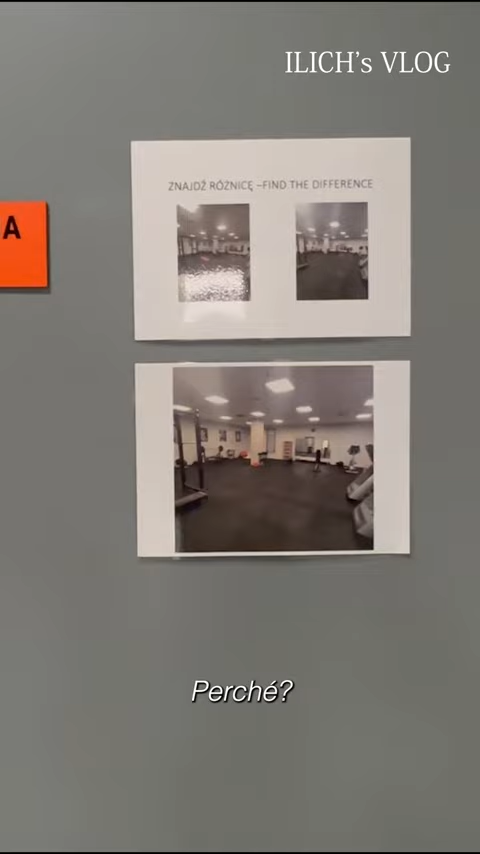 ILICH's VLOG
A
ZNAJDŹ RÓŻNICĘ –FIND THE DIFFERENCE
Perché?